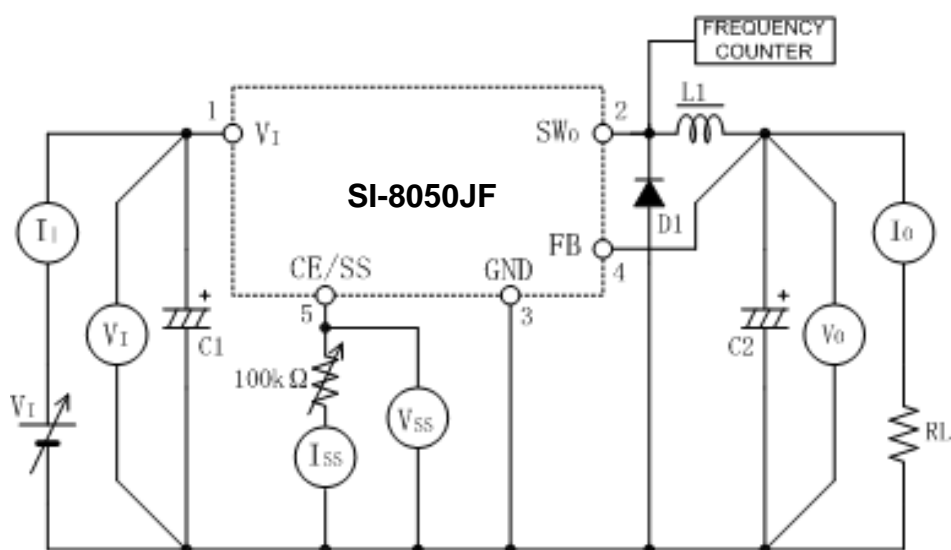 FREQUENCY
COUNTER
L1
1
2
VI
SWO
SI-8050JF
D1
II
IO
FB
4
CE/SS
GND
5
3
+
+
VI
C1
C2
VO
100kΩ
VI
VSS
ISS
RL